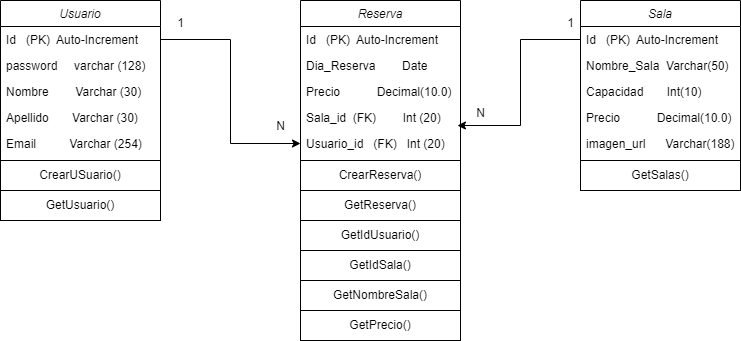 Usuario
Id (PK) Auto-Increment
password varchar (128)
Nombre Varchar (30)
Apellido Varchar (30)
Email Varchar (254)
CrearUSuario()
GetUsuario()
1
N
Reserva
Id (PK) Auto-Increment
Dia_Reserva Date
Precio Decimal(10.0)
Sala_id (FK) Int (20)
Usuario_id (FK) Int (20)
CrearReserva()
GetReserva()
GetIdUsuario()
GetIdSala()
GetNombreSala()
GetPrecio()
N
1
Sala
Id (PK) Auto-Increment
Nombre_Sala Varchar(50)
Capacidad Int(10)
Precio Decimal(10.0)
imagen_url Varchar(188)
GetSalas()